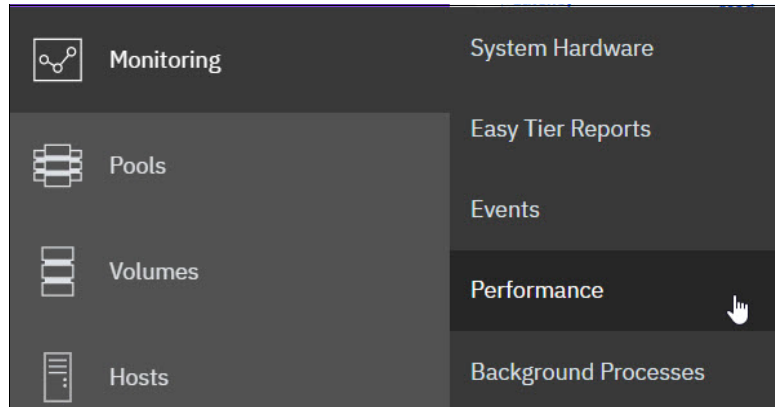 Monitoring
Pools
Volumes
Hosts
System Hardware
Easy Tier Reports
Events
Performance
Background Processes